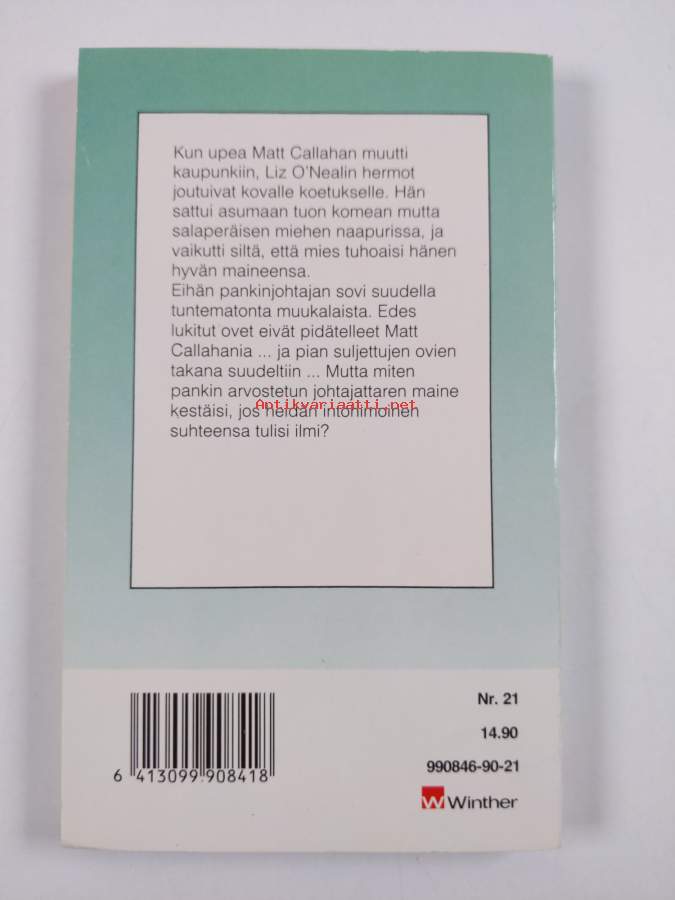 Kun upea Matt Callahan muutti
kaupunkiin, Liz O'Nealin hermot
joutuivat kovalle koetukselle. Hän
sattui asumaan tuon komean mutta
salaperäisen miehen naapurissa, ja
vaikutti siltä, että mies tuhoaisi hänen
hyvän maineensa.
Eihän pankinjohtajan sovi suudella
tuntematonta muukalaista. Edes
lukitut ovet eivät pidätelleet Matt
Callahania ... ja pian suljettujen ovien
takana suudeltiin ... Mutta miten
pankin arvostetun johtajattaren maine
kestäisi, jos heidän intohimoinen
Antikvariaatti.net
suhteensa tulisi ilmi?
6 413099 908418
Nr. 21
14.90
990846-90-21
W Winther